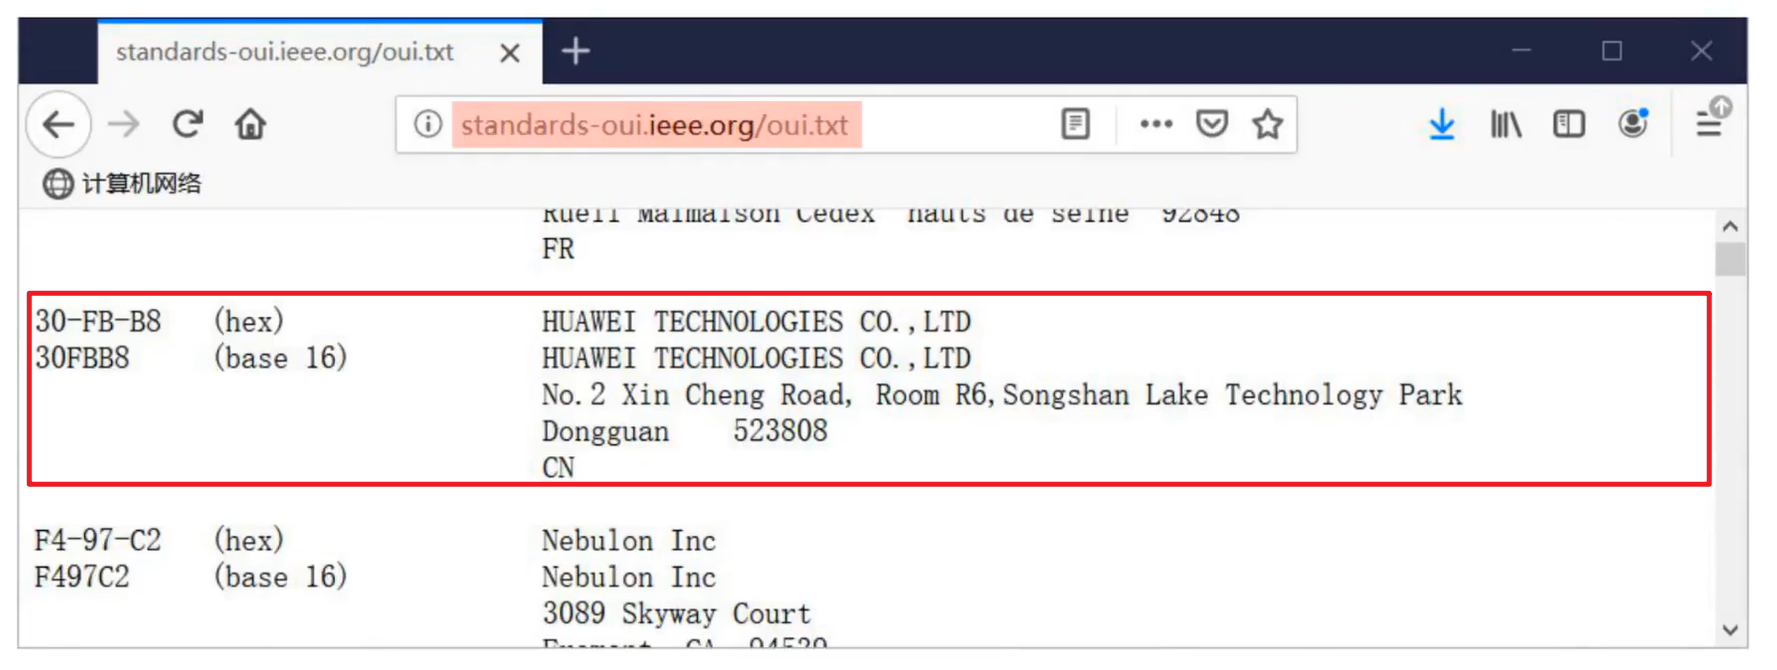 standards-oui.ieee.org/oui.txt
standards-oui.ieee.org/oui.txt
计算机网络
Rueil Malmaison Cedex hauts de seine 92848
FR
30-FB-B8 (hex) HUAWEI TECHNOLOGIES CO.,LTD
30FBB8 (base 16) HUAWEI TECHNOLOGIES CO.,LTD
No.2 Xin Cheng Road, Room R6,Songshan Lake Technology Park
Dongguan 523808
CN
F4-97-C2 (hex) Nebulon Inc
F497C2 (base 16) Nebulon Inc
3089 Skyway Court
Fremont CA 94539